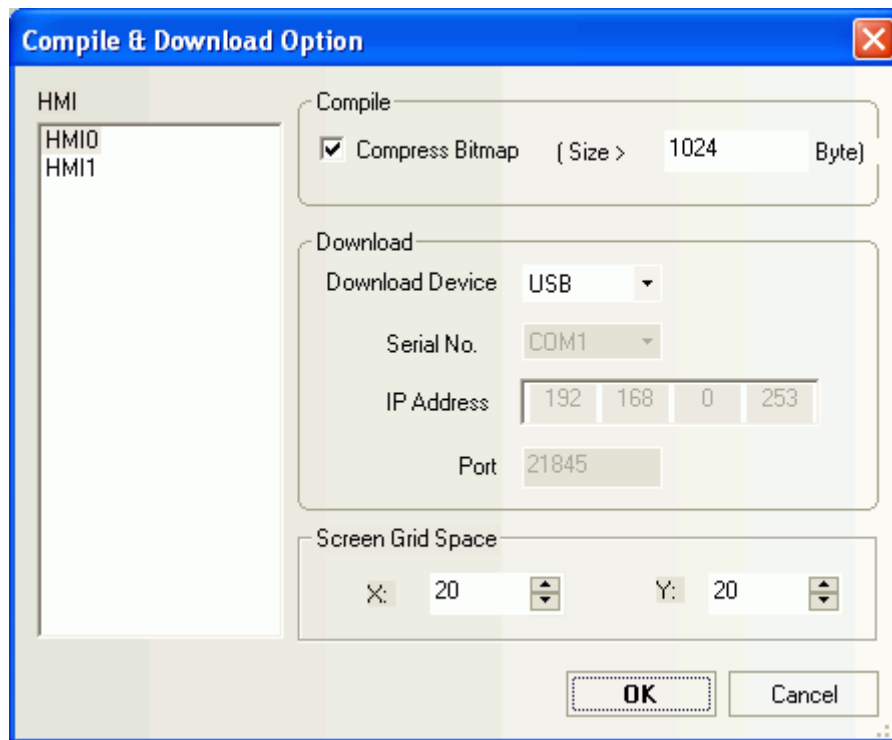 Compile & Download Option
HMI
HMI0
HMI1
Compile
Compress Bitmap ( Size > 1024 Byte)
Download
Download Device USB
Serial No. COM1
IP Address 192 168 0 253
Port 21845
Screen Grid Space
X: 20 Y: 20
OK Cancel